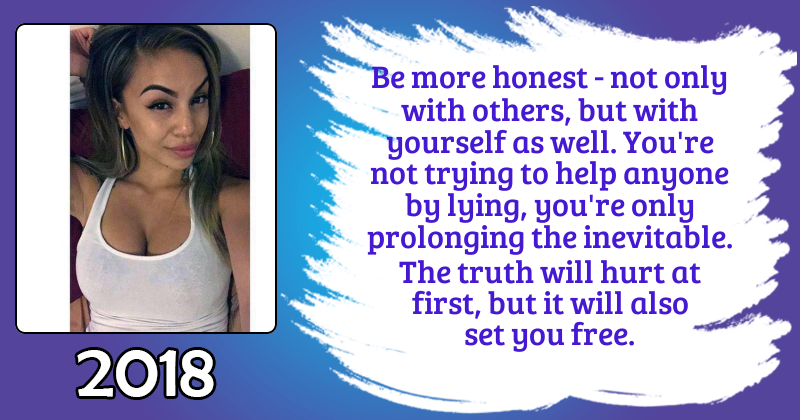 Be more honest - not only
with others, but with
yourself as well. You're
not trying to help anyone
by lying, you're only
prolonging the inevitable.
The truth will hurt at
first, but it will also
set you free.
2018